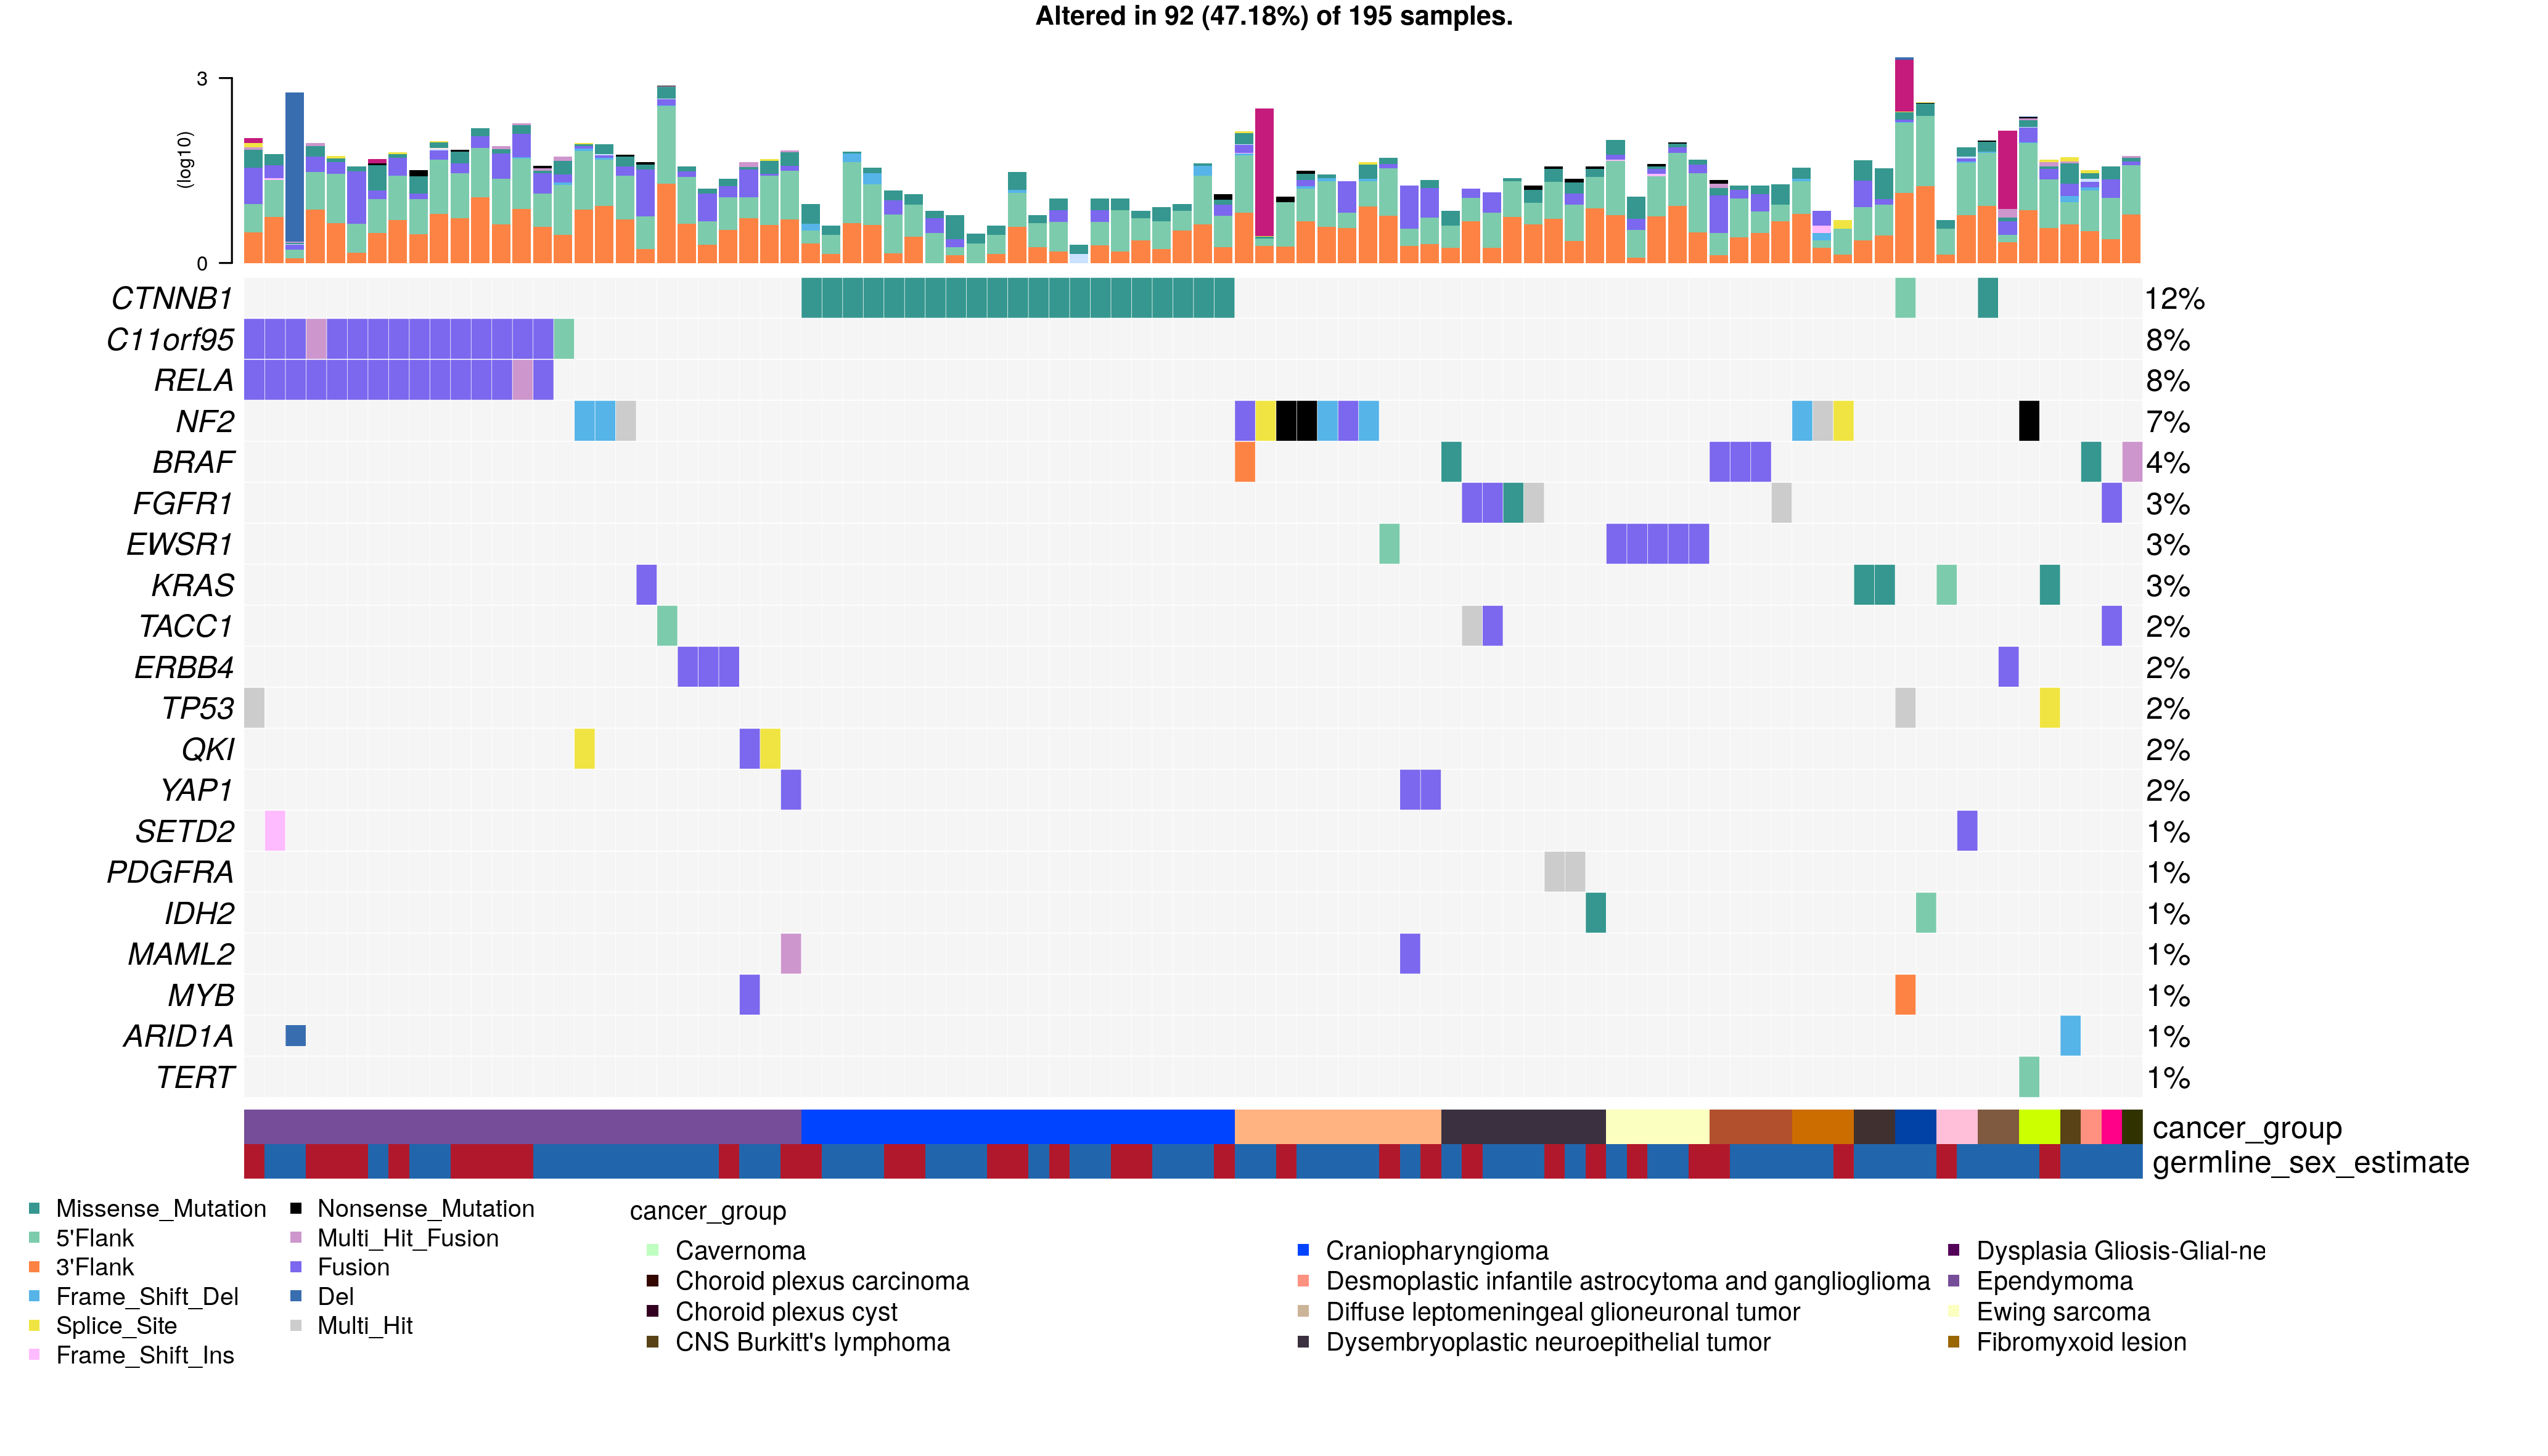 Altered in 92 (47.18%) of 195 samples.
3
(log10)
0
CTNNB1 12%
C11orf95 8%
RELA 8%
NF2 7%
BRAF 4%
FGFR1 3%
EWSR1 3%
KRAS 3%
TACC1 2%
ERBB4 2%
TP53 2%
QKI 2%
YAP1 2%
SETD2 1%
PDGFRA 1%
IDH2 1%
MAML2 1%
MYB 1%
ARID1A 1%
TERT 1%
cancer_group
germline_sex_estimate
Missense_Mutation
5'Flank
3'Flank
Frame_Shift_Del
Splice_Site
Frame_Shift_Ins
Nonsense_Mutation
Multi_Hit_Fusion
Fusion
Del
Multi_Hit
cancer_group
Cavernoma
Choroid plexus carcinoma
Choroid plexus cyst
CNS Burkitt's lymphoma
Craniopharyngioma
Desmoplastic infantile astrocytoma and ganglioglioma
Diffuse leptomeningeal glioneuronal tumor
Dysembryoplastic neuroepithelial tumor
Dysplasia Gliosis-Glial-ne
Ependymoma
Ewing sarcoma
Fibromyxoid lesion